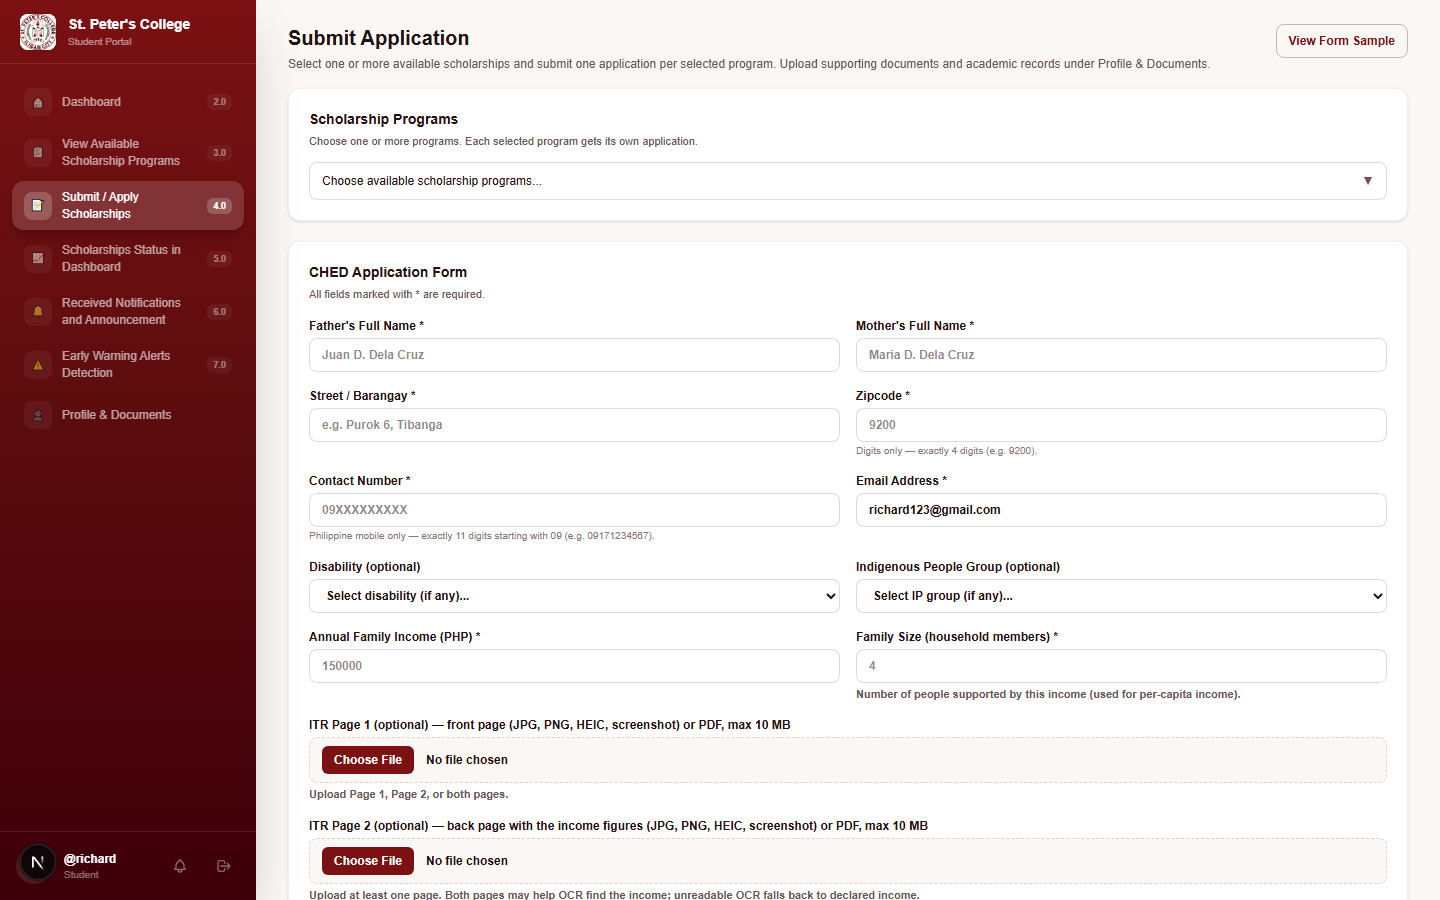 St. Peter's College
Student Portal
Dashboard
2.0
View Available
Scholarship Programs
3.0
Submit / Apply
Scholarships
4.0
Scholarships Status in
Dashboard
5.0
Received Notifications
and Announcement
6.0
Early Warning Alerts
Detection
7.0
Profile & Documents
N
@richard
Student
Submit Application
Select one or more available scholarships and submit one application per selected program. Upload supporting documents and academic records under Profile & Documents.
View Form Sample
Scholarship Programs
Choose one or more programs. Each selected program gets its own application.
Choose available scholarship programs...
CHED Application Form
All fields marked with * are required.
Father's Full Name *
Juan D. Dela Cruz
Mother's Full Name *
Maria D. Dela Cruz
Street / Barangay *
e.g. Purok 6, Tibanga
Zipcode *
9200
Digits only — exactly 4 digits (e.g. 9200).
Contact Number *
09XXXXXXXXX
Philippine mobile only — exactly 11 digits starting with 09 (e.g. 09171234567).
Email Address *
richard123@gmail.com
Disability (optional)
Select disability (if any)...
Indigenous People Group (optional)
Select IP group (if any)...
Annual Family Income (PHP) *
150000
Family Size (household members) *
4
Number of people supported by this income (used for per-capita income).
ITR Page 1 (optional) — front page (JPG, PNG, HEIC, screenshot) or PDF, max 10 MB
Choose File No file chosen
Upload Page 1, Page 2, or both pages.
ITR Page 2 (optional) — back page with the income figures (JPG, PNG, HEIC, screenshot) or PDF, max 10 MB
Choose File No file chosen
Upload at least one page. Both pages may help OCR find the income; unreadable OCR falls back to declared income.